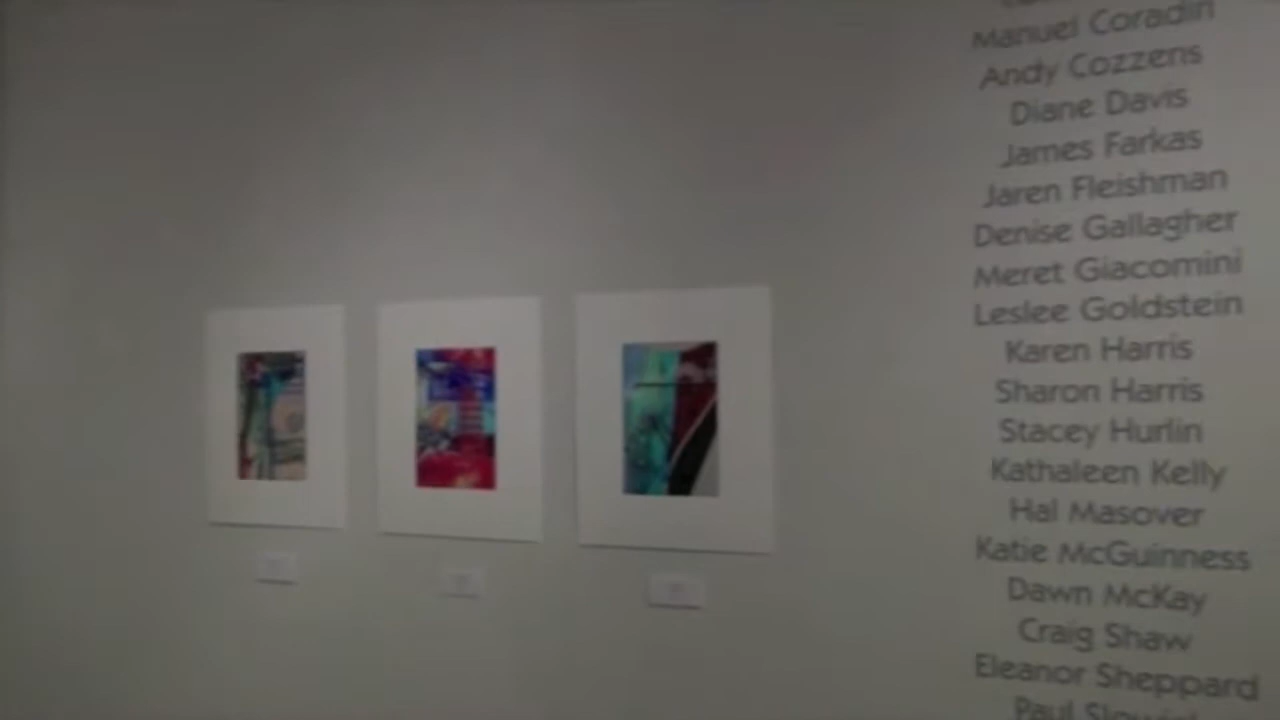 Manuel Coradin
Andy Cozzens
Diane Davis
James Farkas
Jaren Fleishman
Denise Gallagher
Meret Giacomini
Leslee Goldstein
Karen Harris
Sharon Harris
Stacey Hurlin
Kathaleen Kelly
Hal Masover
Katie McGuinness
Dawn McKay
Craig Shaw
Eleanor Sheppard
Paul